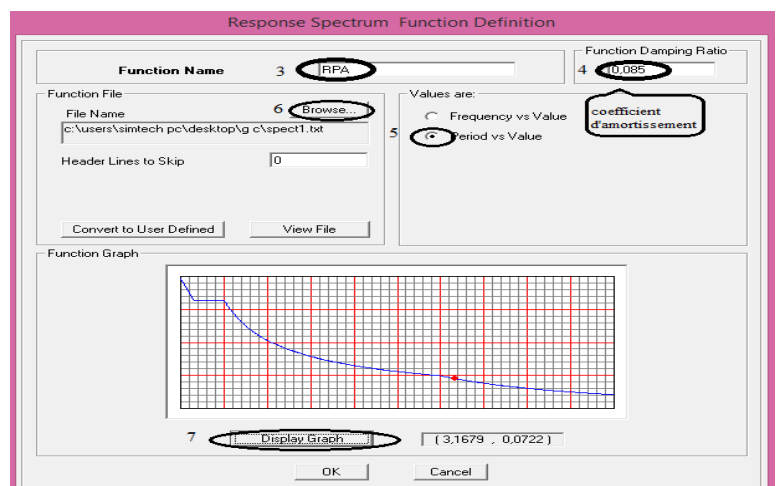 Response Spectrum Function Definition
Function Name 3 RPA
Function Damping Ratio
4 0,085
coefficient
d'amortissement
Function File
File Name 6 Browse...
c:\users\simtech pc\desktop\g c\spect1.txt
Header Lines to Skip 0
Convert to User Defined View File
Values are:
Frequency vs Value
5 Period vs Value
Function Graph
7 Display Graph ( 3,1679 , 0,0722 )
OK Cancel